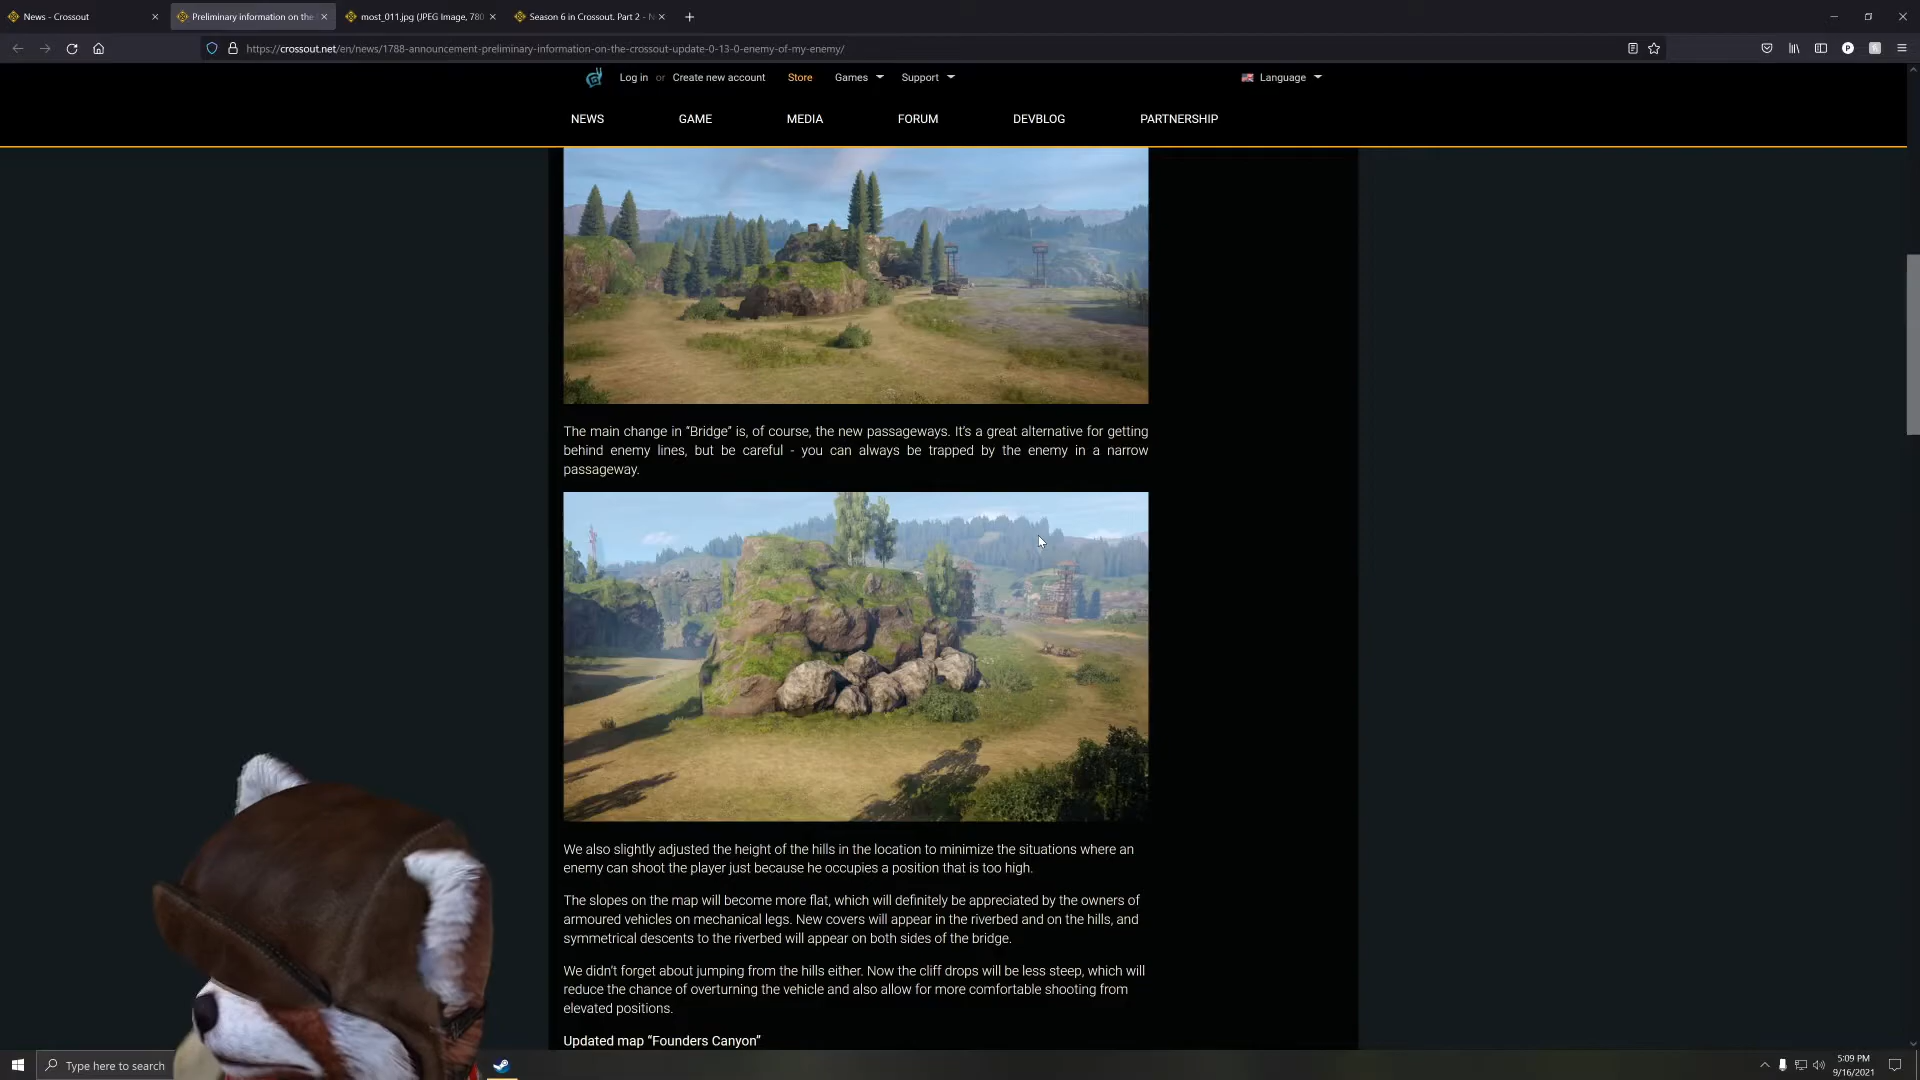 News - Crossout
Preliminary information on the
most_011.jpg (JPEG Image, 780
Season 6 in Crossout. Part 2 - N
https://crossout.net/en/news/1788-announcement-preliminary-information-on-the-crossout-update-0-13-0-enemy-of-my-enemy/
Log in or Create new account Store Games Support Language
NEWS GAME MEDIA FORUM DEVBLOG PARTNERSHIP
The main change in “Bridge” is, of course, the new passageways. It’s a great alternative for getting
behind enemy lines, but be careful - you can always be trapped by the enemy in a narrow
passageway.
We also slightly adjusted the height of the hills in the location to minimize the situations where an
enemy can shoot the player just because he occupies a position that is too high.
The slopes on the map will become more flat, which will definitely be appreciated by the owners of
armoured vehicles on mechanical legs. New covers will appear in the riverbed and on the hills, and
symmetrical descents to the riverbed will appear on both sides of the bridge.
We didn’t forget about jumping from the hills either. Now the cliff drops will be less steep, which will
reduce the chance of overturning the vehicle and also allow for more comfortable shooting from
elevated positions.
Updated map “Founders Canyon”
Type here to search
5:09 PM
9/16/2021